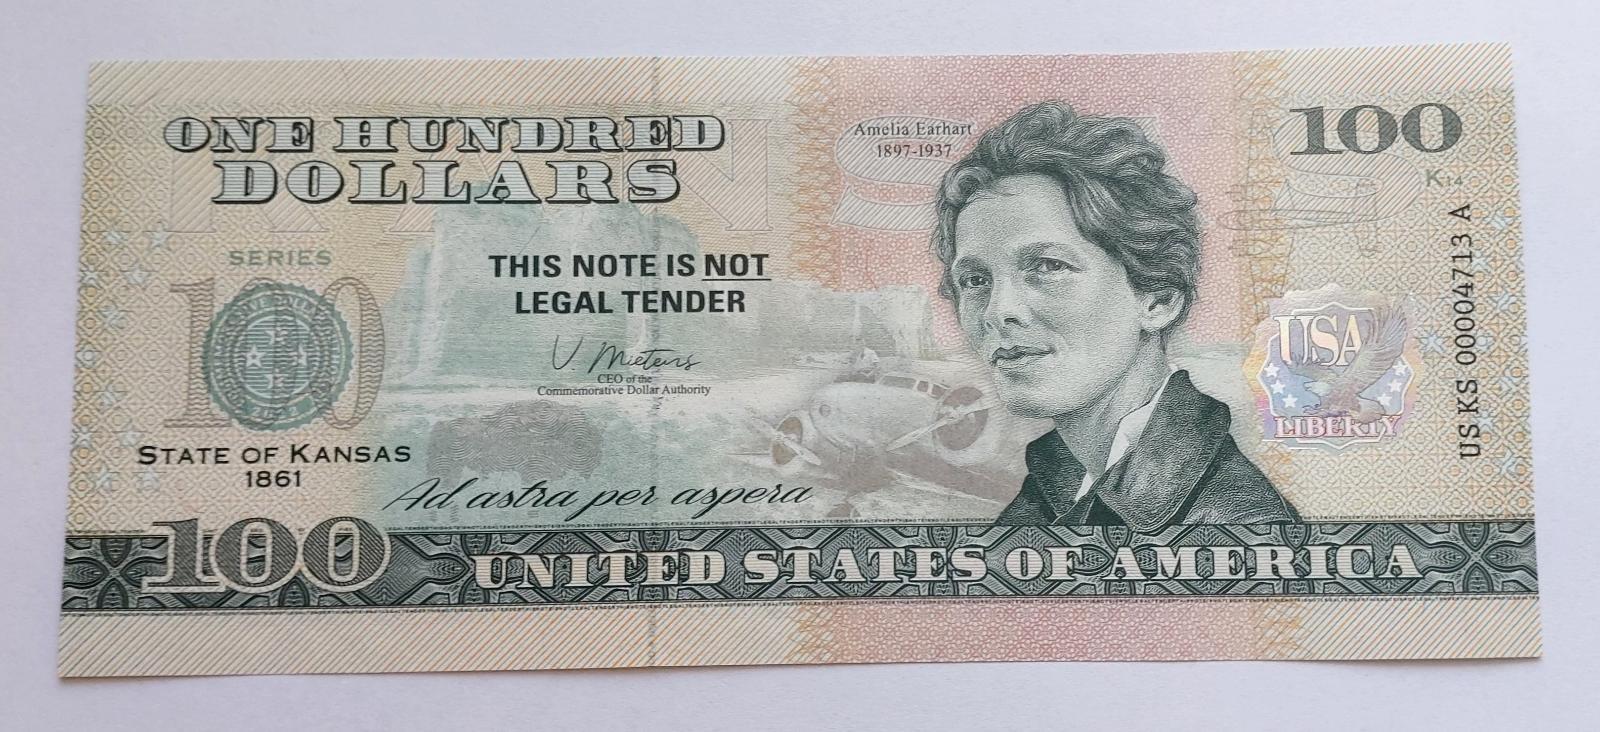 ONE HUNDRED
DOLLARS
Amelia Earhart
1897-1937
100
K14
SERIES
100
THIS NOTE IS NOT
LEGAL TENDER
V. Mietens
CEO of the
Commemorative Dollar Authority
USA
LIBERTY
US KS 00004713 A
STATE OF KANSAS
1861
Ad astra per aspera
100
UNITED STATES OF AMERICA